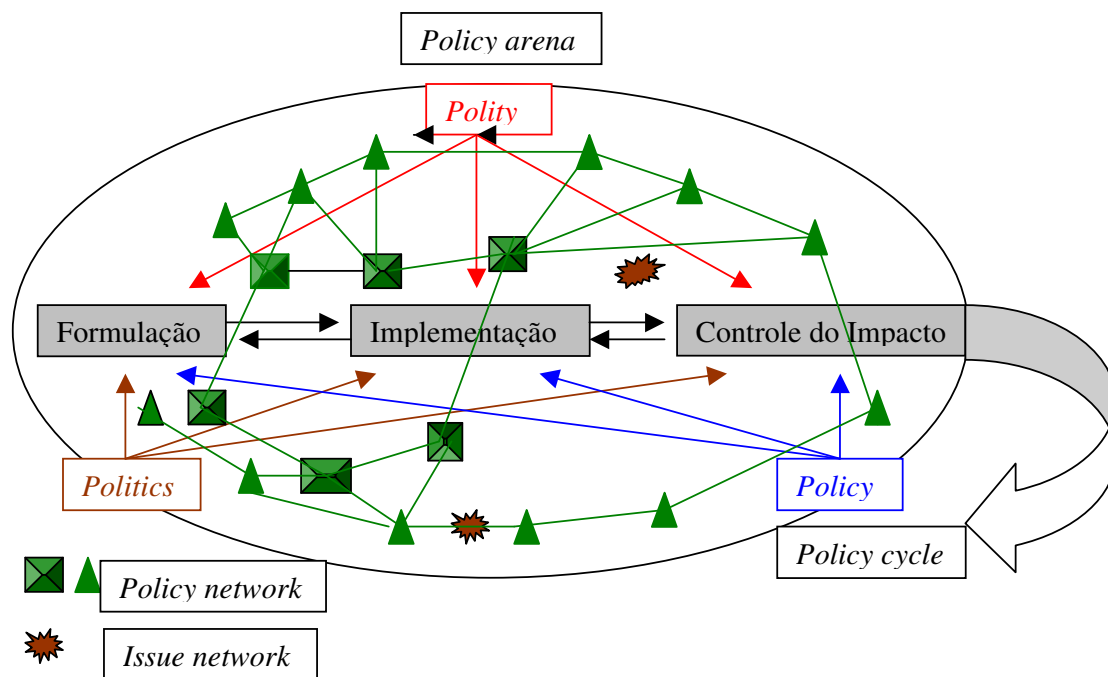 Policy arena
Polity
Formulação
Implementação
Controle do Impacto
Politics
Policy
Policy cycle
Policy network
Issue network